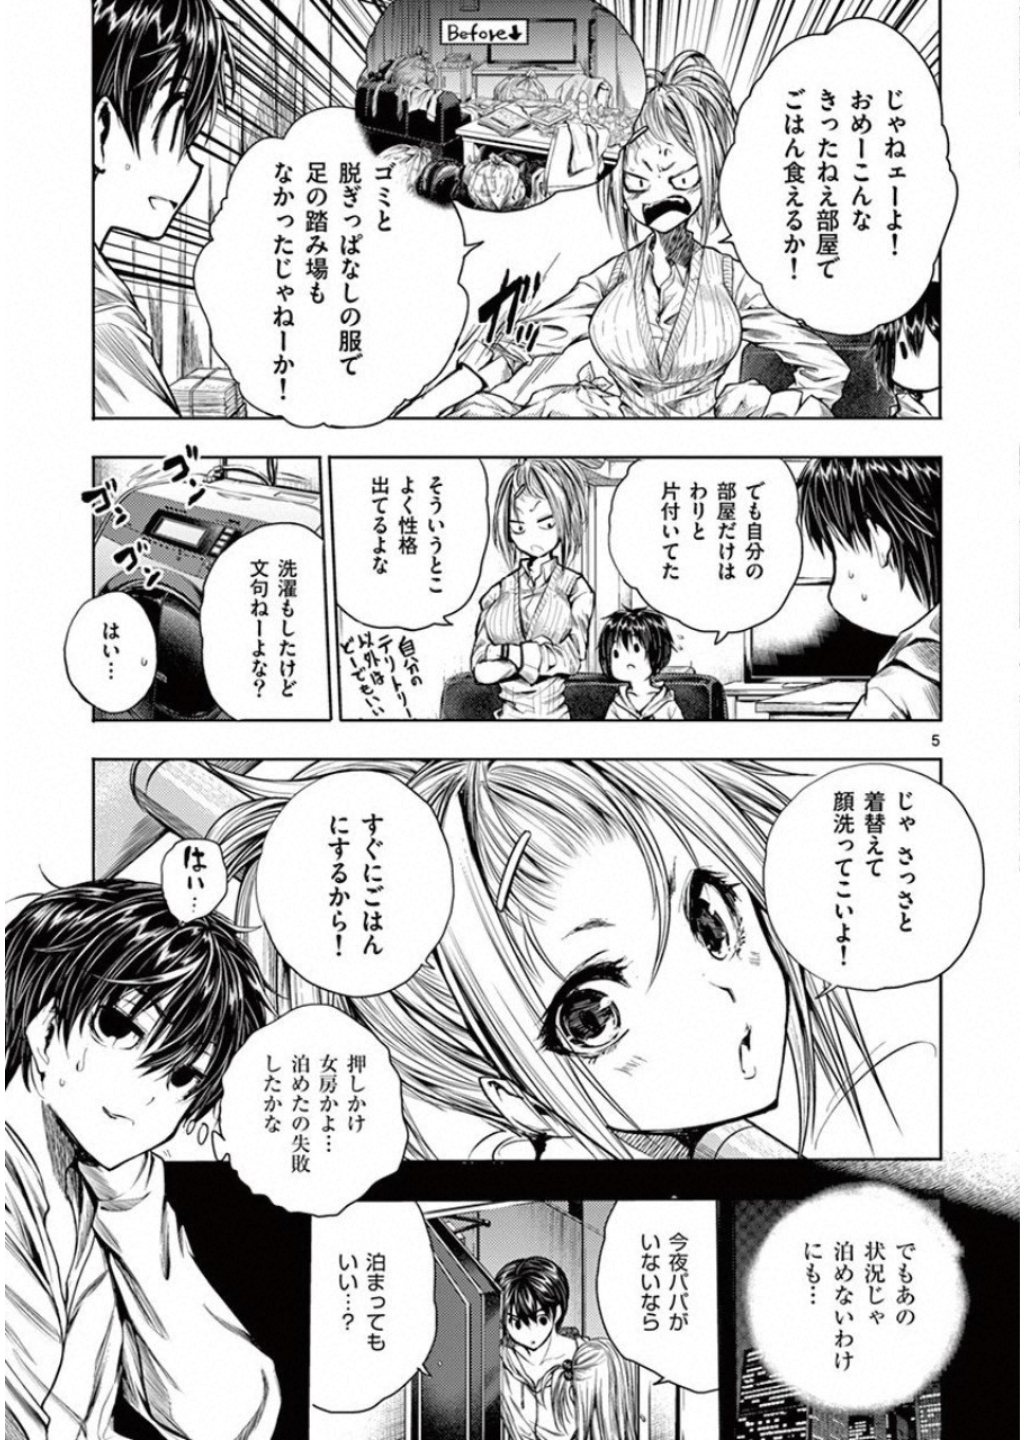 じゃねェーよ！
おめーこんな
きったねえ部屋で
ごはん食えるか！
Before↓
ゴミと
脱ぎっぱなしの服で
足の踏み場も
なかったじゃねーか！
でも自分の
部屋だけは
わりと
片付いてた
そういうとこ
よく性格
出てるよな
自分の
テリトリー
以外は
どーでもいい
ゴン
ゴン
ゴン
洗濯もしたけど
文句ねーよな？
はい…
5
じゃ さっさと
着替えて
顔洗ってこいよ！
すぐにごはん
にするから！
はい…
押しかけ
女房かよ…
泊めたの失敗
したかな
でもあの
状況じゃ
泊めないわけ
にも…
今夜パパが
いないなら
泊まっても
いい…？